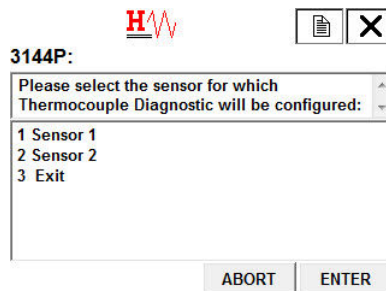 H
3144P:
Please select the sensor for which
Thermocouple Diagnostic will be configured:
1 Sensor 1
2 Sensor 2
3 Exit
ABORT ENTER